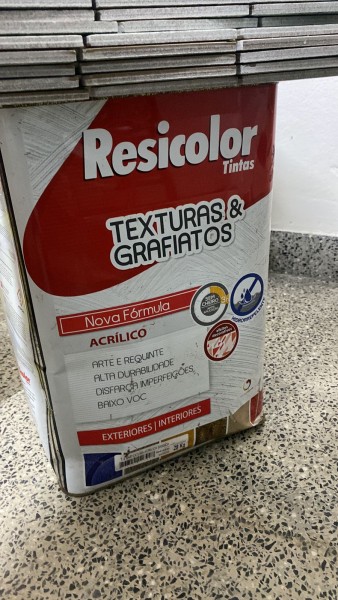 Resicolor
Tintas
TEXTURAS &
GRAFIATOS
Nova Fórmula
ACRÍLICO
ARTE E REQUINTE
ALTA DURABILIDADE
DISFARÇA IMPERFEIÇÕES
BAIXO VOC
EXTERIORES | INTERIORES